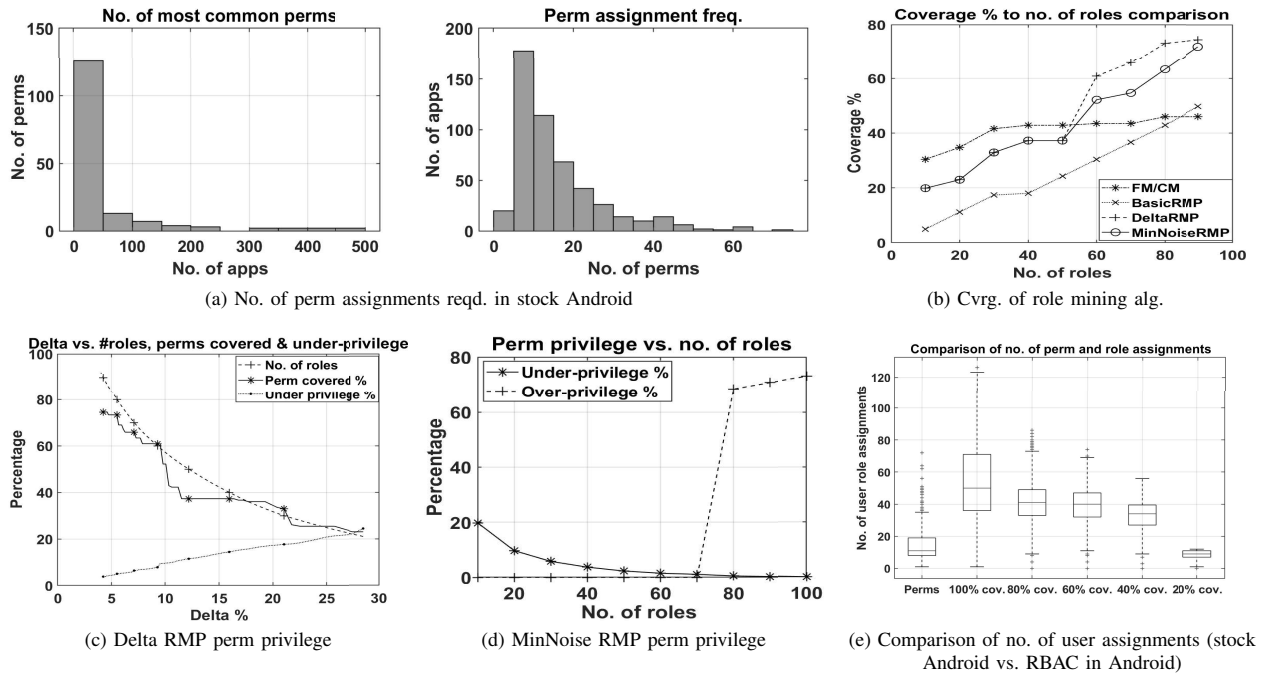 No. of most common perms
150
100
50
0
No. of perms
0 100 200 300 400 500
No. of apps
Perm assignment freq.
200
150
100
50
0
No. of apps
20 40 60
No. of perms
(a) No. of perm assignments reqd. in stock Android
Coverage % to no. of roles comparison
80
60
40
20
0
Coverage %
FM/CM
BasicRMP
DeltaRMP
MinNoiseRMP
0 20 40 60 80 100
No. of roles
(b) Cvrg. of role mining alg.
Delta vs. #roles, perms covered & under-privilege
100
80
60
40
20
0
Percentage
No. of roles
Perm covered %
Under privilege %
0 5 10 15 20 25 30
Delta %
(c) Delta RMP perm privilege
Perm privilege vs. no. of roles
80
60
40
20
0
Percentage
Under-privilege %
Over-privilege %
20 40 60 80 100
No. of roles
(d) MinNoise RMP perm privilege
Comparison of no. of perm and role assignments
120
100
80
60
40
20
0
No. of user role assignments
Perms 100% cov. 80% cov. 60% cov. 40% cov. 20% cov.
(e) Comparison of no. of user assignments (stock
Android vs. RBAC in Android)